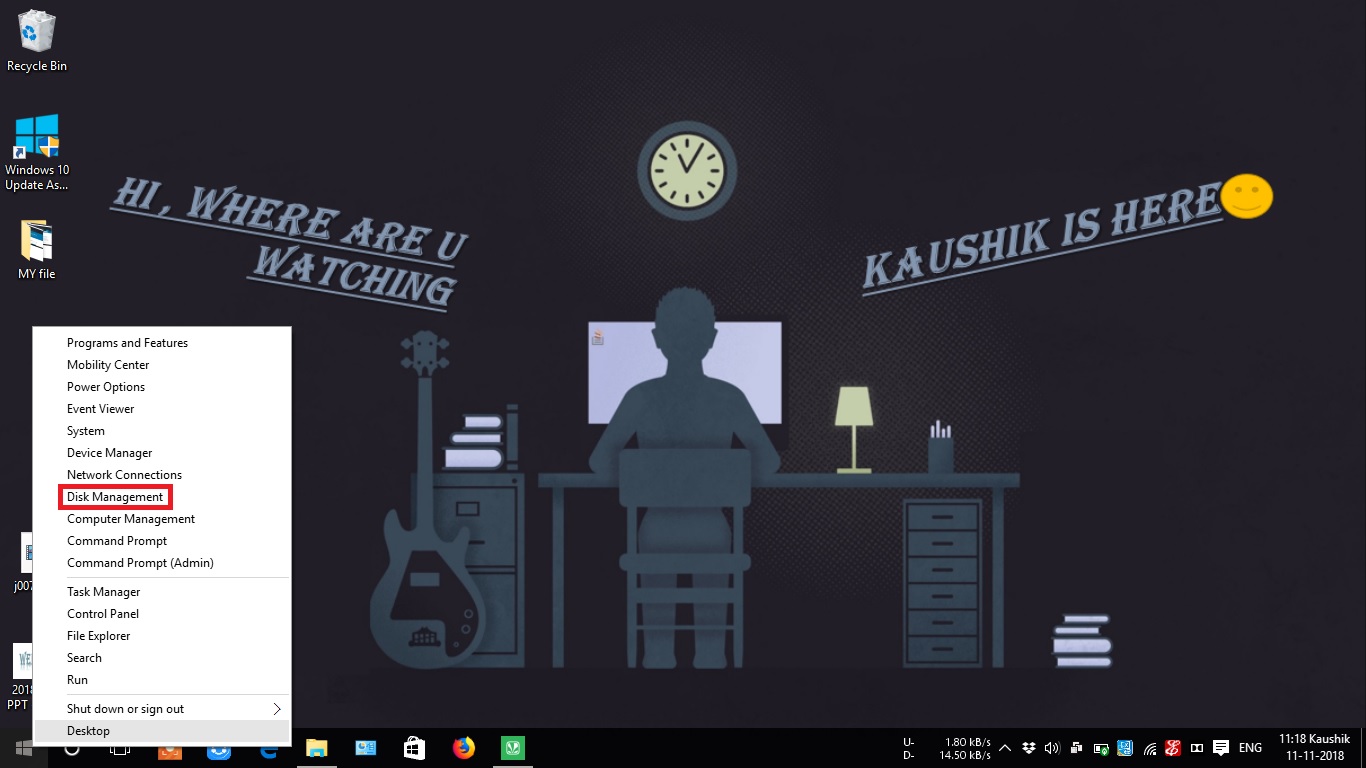 Recycle Bin
Windows 10
Update As...
MY file
HI, WHERE ARE U
WATCHING
KAUSHIK IS HERE
Programs and Features
Mobility Center
Power Options
Event Viewer
System
Device Manager
Network Connections
Disk Management
Computer Management
Command Prompt
Command Prompt (Admin)
Task Manager
Control Panel
File Explorer
Search
Run
Shut down or sign out
Desktop
j007
2018
PPT
U- 1.80 kB/s
D- 14.50 kB/s
ENG
11:18 Kaushik
11-11-2018